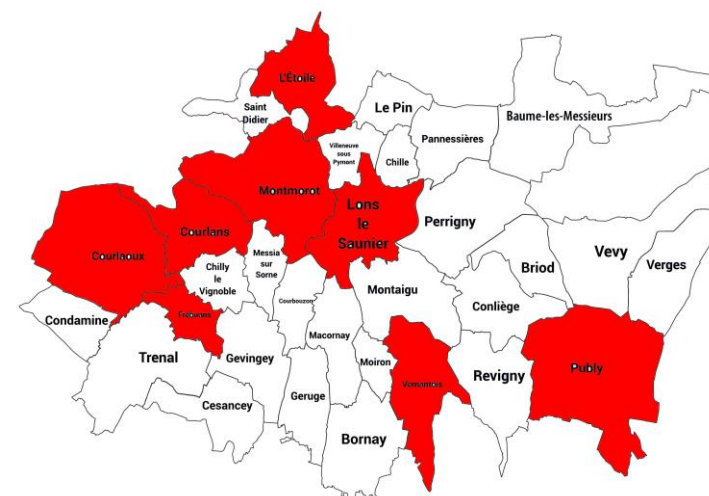 L'Étoile
Saint
Didier
Le Pin
Baume-les-Messieurs
Pannessières
Villeneuve
sous
Pymont
Chille
Montmorot
Lons
le
Saunier
Perrigny
Courlans
Courlaoux
Messia
sur
Sorne
Chilly
le
Vignoble
Briod
Vevy
Verges
Montaigu
Conliège
Courbouzon
Condamine
Frébuans
Macornay
Trenal
Gevingey
Moiron
Vernantois
Revigny
Publy
Cesancey
Geruge
Bornay